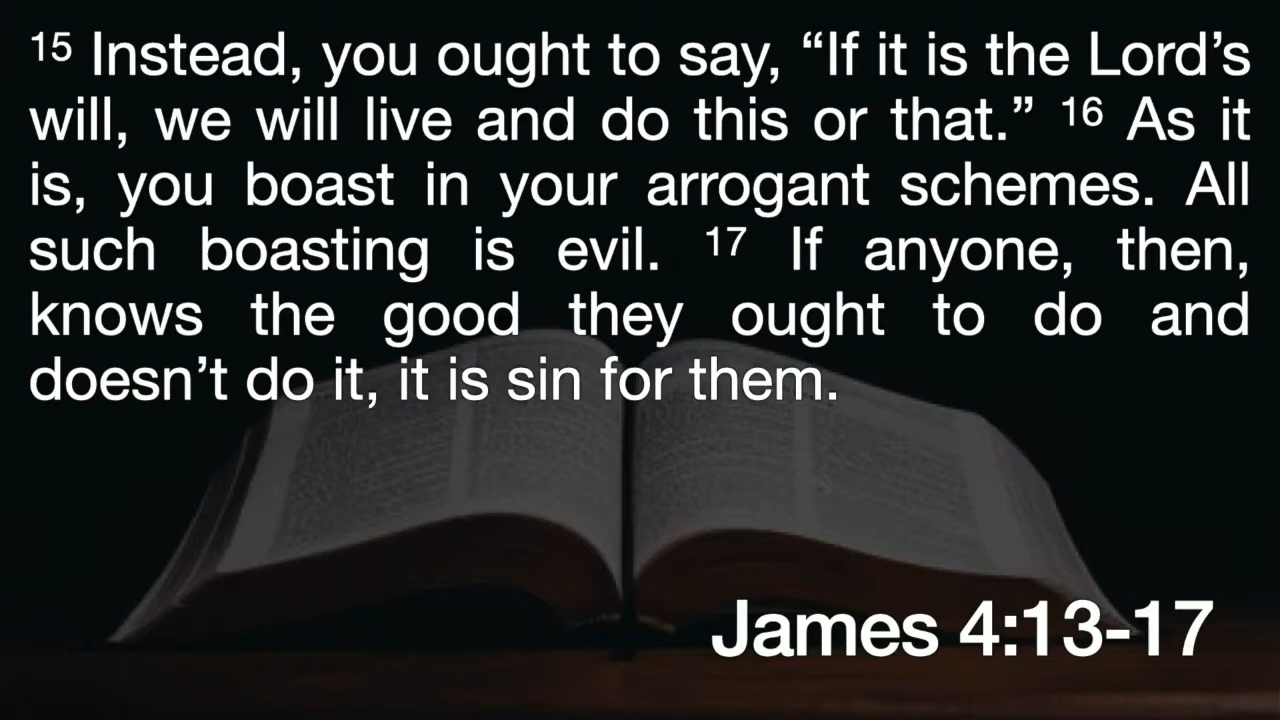 15 Instead, you ought to say, “If it is the Lord’s
will, we will live and do this or that.” 16 As it
is, you boast in your arrogant schemes. All
such boasting is evil. 17 If anyone, then,
knows the good they ought to do and
doesn’t do it, it is sin for them.
James 4:13-17